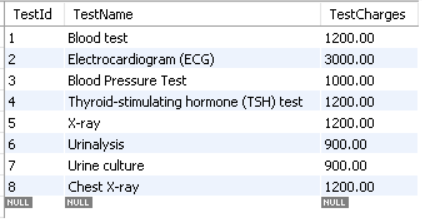 TestId TestName TestCharges
1 Blood test 1200.00
2 Electrocardiogram (ECG) 3000.00
3 Blood Pressure Test 1000.00
4 Thyroid-stimulating hormone (TSH) test 1200.00
5 X-ray 1200.00
6 Urinalysis 900.00
7 Urine culture 900.00
8 Chest X-ray 1200.00
NULL NULL NULL